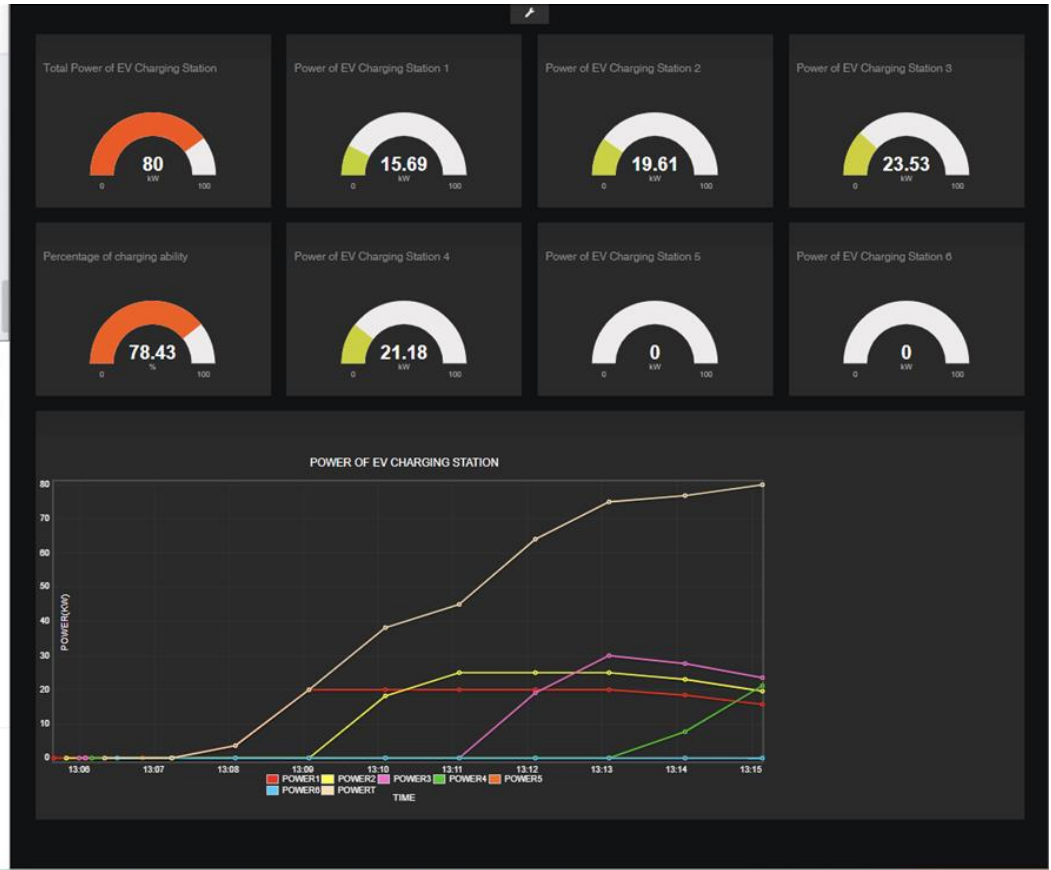 Total Power of EV Charging Station
80
kW
0
100
Power of EV Charging Station 1
15.69
kW
0
100
Power of EV Charging Station 2
19.61
kW
0
100
Power of EV Charging Station 3
23.53
kW
0
100
Percentage of charging ability
78.43
%
0
100
Power of EV Charging Station 4
21.18
kW
0
100
Power of EV Charging Station 5
0
kW
0
100
Power of EV Charging Station 6
0
kW
0
100
POWER OF EV CHARGING STATION
80
70
60
50
40
30
20
10
0
POWER(KW)
13:06 13:07 13:08 13:09 13:10 13:11 13:12 13:13 13:14 13:15
POWER1 POWER2 POWER3 POWER4 POWER5
POWER6 POWERT
TIME